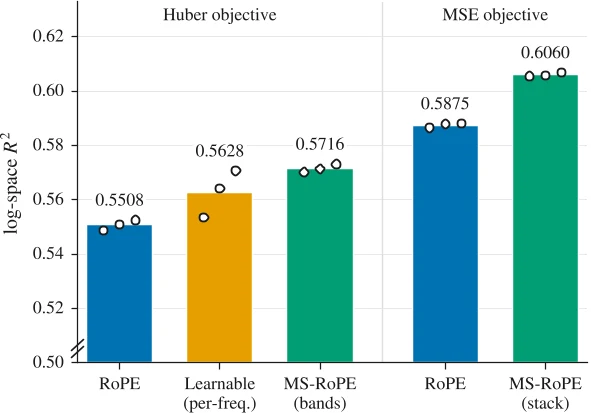 Huber objective
MSE objective
log-space R²
0.62
0.60
0.58
0.56
0.54
0.52
0.50
0.5508
0.5628
0.5716
0.5875
0.6060
RoPE
Learnable
(per-freq.)
MS-RoPE
(bands)
RoPE
MS-RoPE
(stack)